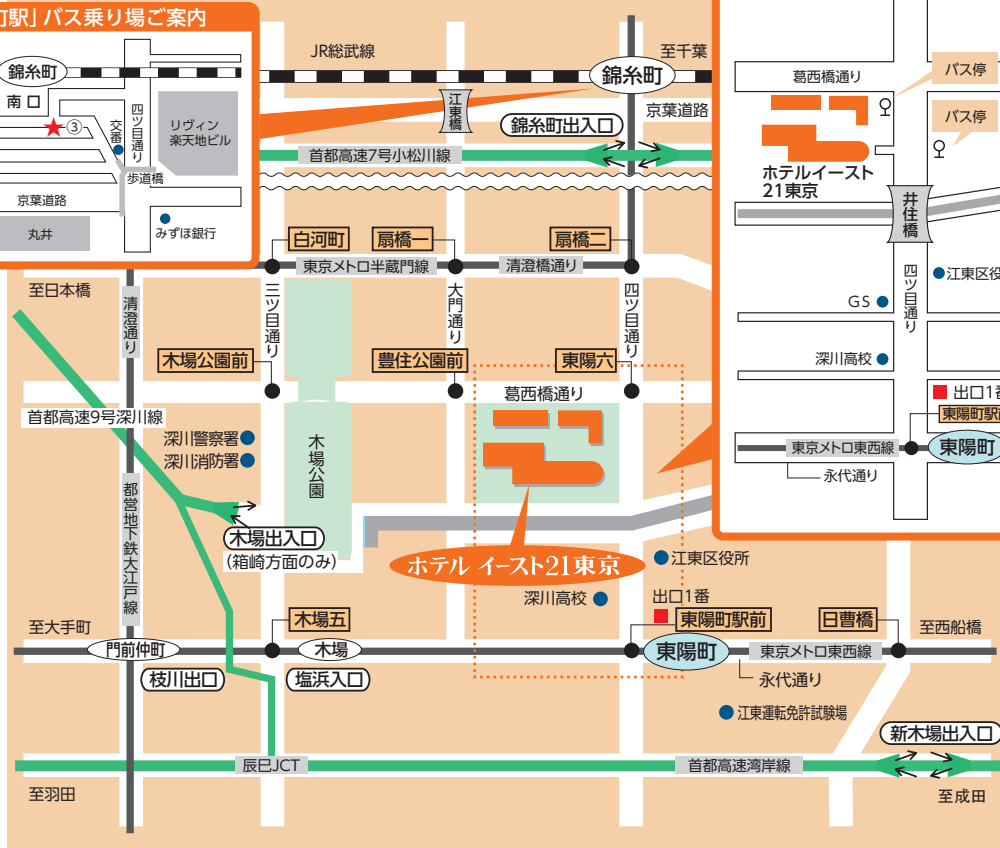 町駅」バス乗り場ご案内
錦糸町
南口
③
交番
四ツ目通り
リヴィン
楽天地ビル
歩道橋
京葉道路
丸井
みずほ銀行
JR総武線
至千葉
錦糸町
江東橋
京葉道路
錦糸町出入口
首都高速7号小松川線
白河町
扇橋一
扇橋二
東京メトロ半蔵門線
清澄橋通り
至日本橋
清澄通り
三ツ目通り
大門通り
四ツ目通り
木場公園前
豊住公園前
東陽六
葛西橋通り
首都高速9号深川線
深川警察署
深川消防署
木場公園
都営地下鉄大江戸線
木場出入口
(箱崎方面のみ)
ホテル イースト21東京
江東区役所
深川高校
出口1番
至大手町
木場五
東陽町駅前
日曹橋
至西船橋
門前仲町
木場
東陽町
東京メトロ東西線
枝川出口
塩浜入口
永代通り
江東運転免許試験場
新木場出入口
辰巳JCT
首都高速湾岸線
至羽田
至成田
葛西橋通り
バス停
バス停
ホテルイースト
21東京
井住橋
四ツ目通り
江東区役
GS
深川高校
出口1番
東陽町駅前
東京メトロ東西線
東陽町
永代通り